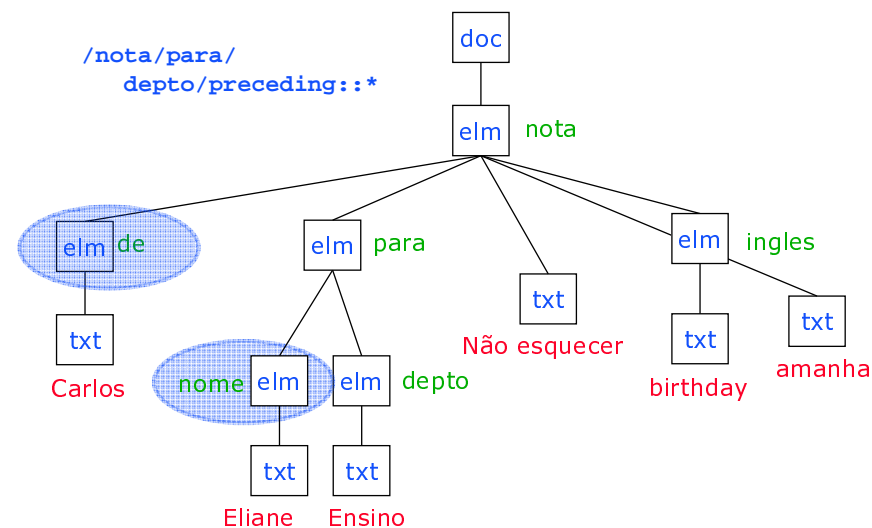 /nota/para/
depto/preceding::*
doc
elm nota
elm de
elm para
elm ingles
txt
Carlos
nome elm
elm depto
txt
Não esquecer
txt
birthday
txt
amanha
txt
Eliane
txt
Ensino